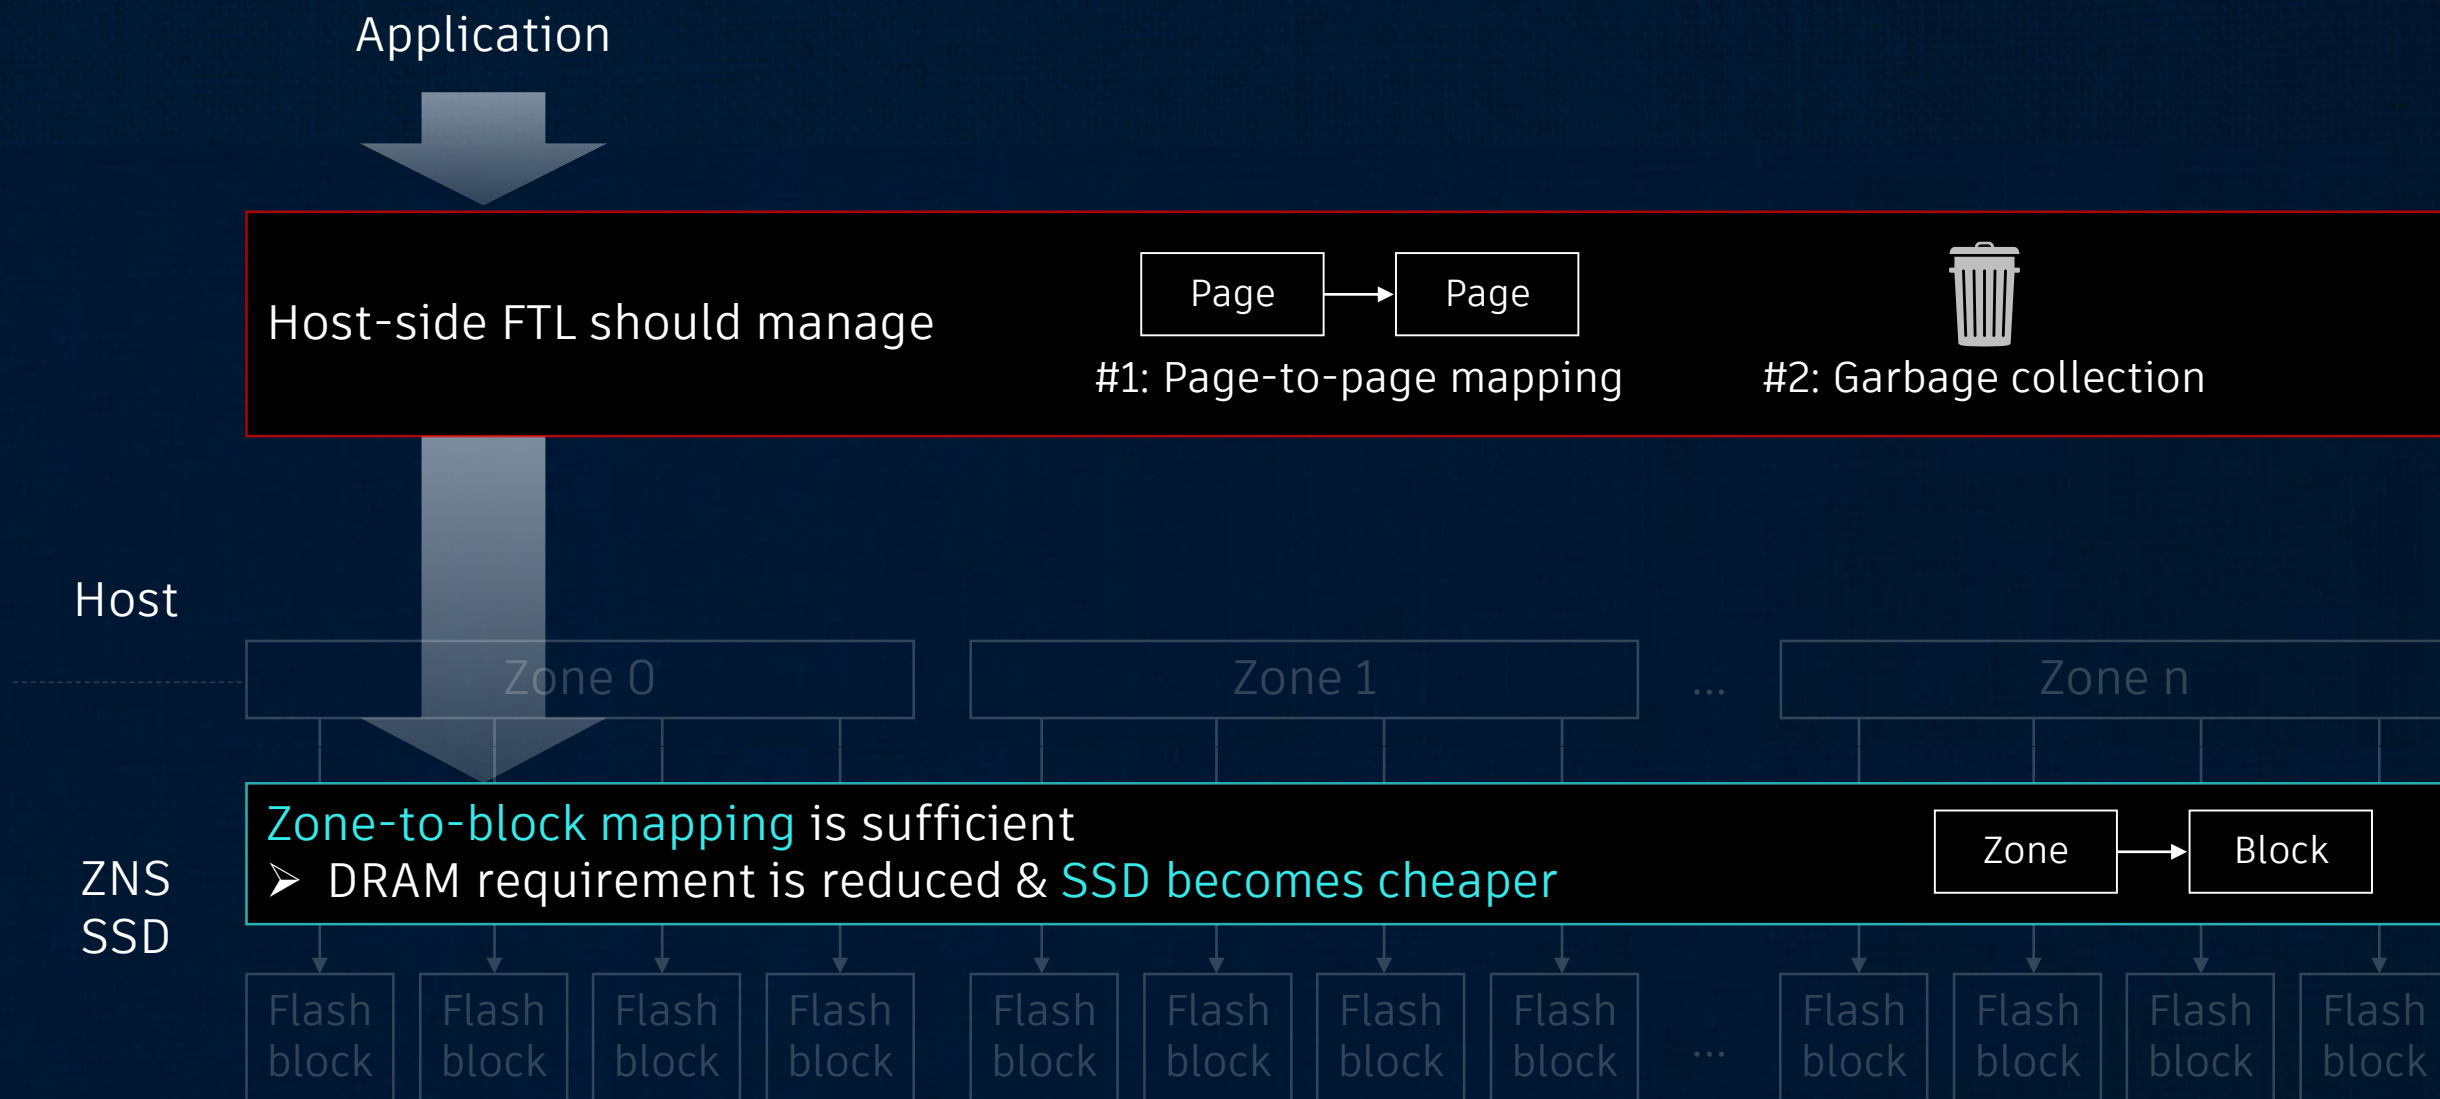 Application
Host-side FTL should manage
Page
Page
#1: Page-to-page mapping
#2: Garbage collection
Host
Zone 0
Zone 1
...
Zone n
ZNS
SSD
Zone-to-block mapping is sufficient
➢ DRAM requirement is reduced & SSD becomes cheaper
Zone
Block
Flash
block
Flash
block
Flash
block
Flash
block
Flash
block
Flash
block
Flash
block
Flash
block
...
Flash
block
Flash
block
Flash
block
Flash
block